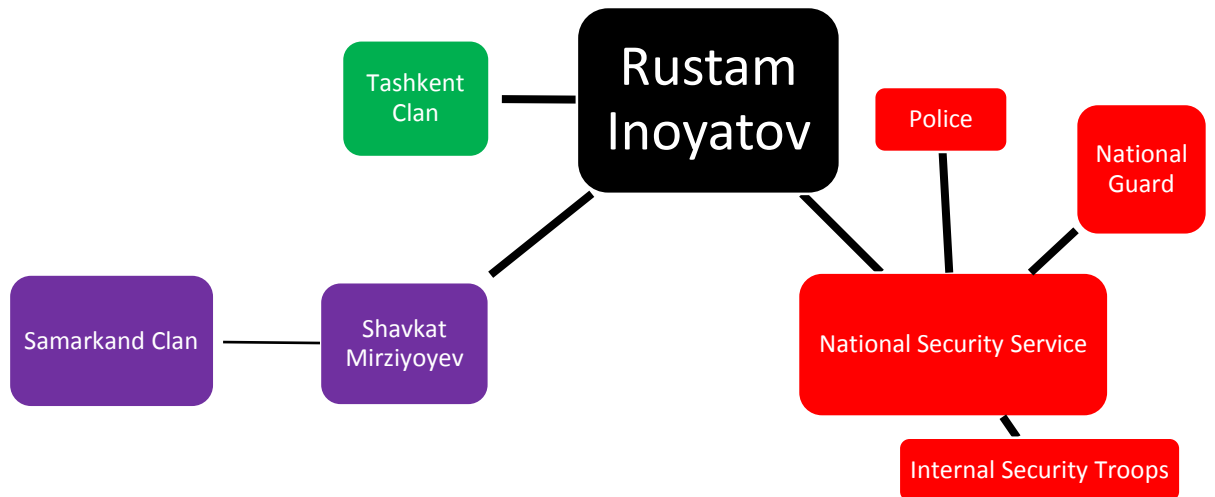 Rustam
Inoyatov
Tashkent
Clan
Police
National
Guard
Samarkand Clan
Shavkat
Mirziyoyev
National Security Service
Internal Security Troops